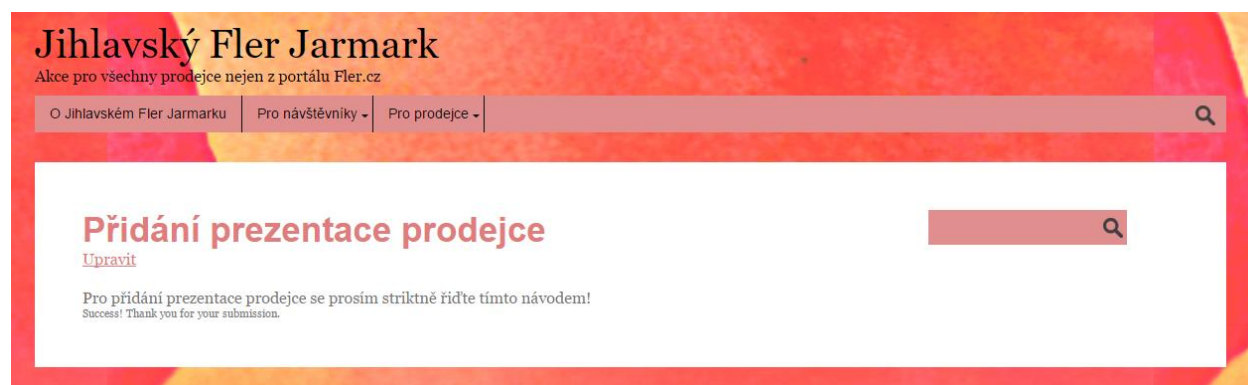 Jihlavský Fler Jarmark
Akce pro všechny prodejce nejen z portálu Fler.cz
O Jihlavském Fler Jarmarku Pro návštěvníky Pro prodejce
Přidání prezentace prodejce
Upravit
Pro přidání prezentace prodejce se prosím striktně řiďte tímto návodem!
Success! Thank you for your submission.